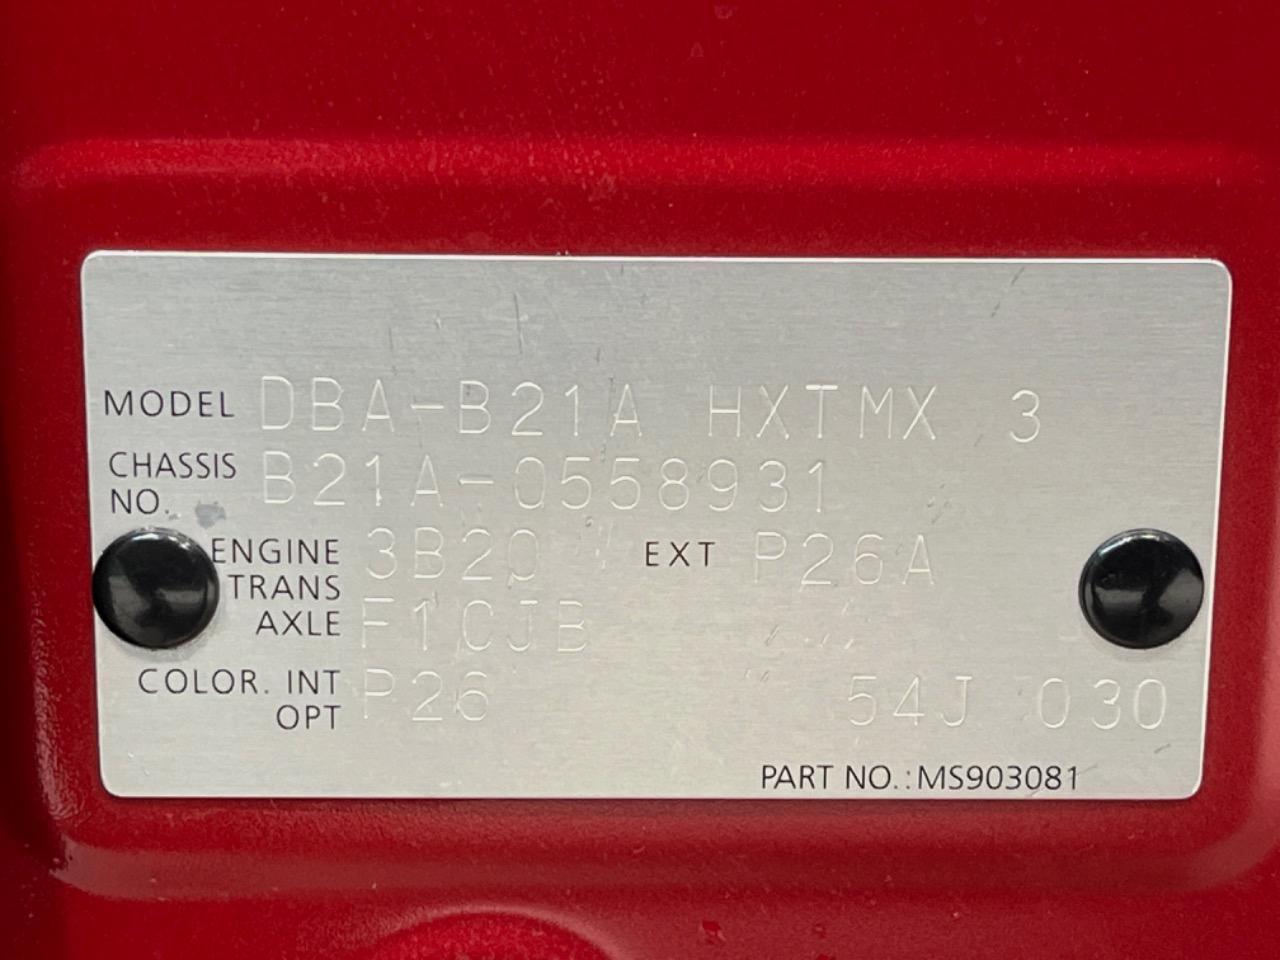 MODEL DBA-B21A HXTMX 3
CHASSIS NO. B21A-0558931
ENGINE 3B20 EXT P26A
TRANS AXLE F1CJB
COLOR. INT OPT P26 54J 030
PART NO.:MS903081